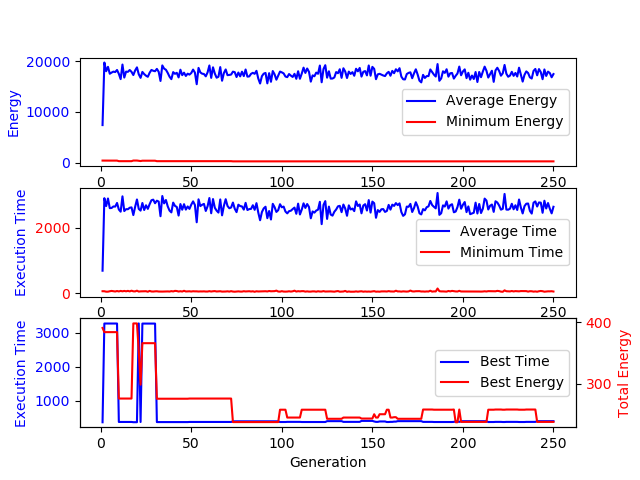 20000
10000
0
Energy
Average Energy
Minimum Energy
0 50 100 150 200 250
2000
0
Execution Time
Average Time
Minimum Time
0 50 100 150 200 250
3000
2000
1000
Execution Time
400
300
Total Energy
Best Time
Best Energy
0 50 100 150 200 250
Generation